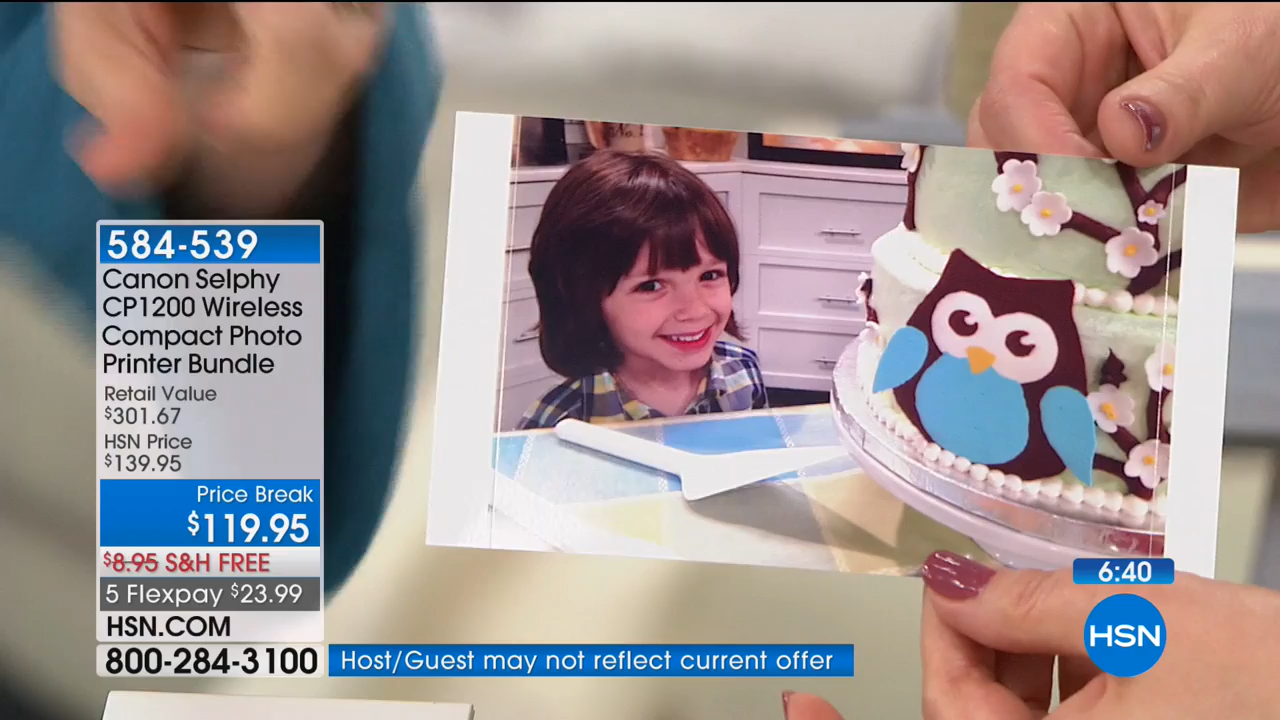 584-539
Canon Selphy
CP1200 Wireless
Compact Photo
Printer Bundle
Retail Value
$301.67
HSN Price
$139.95
Price Break
$119.95
$8.95 S&H FREE
5 Flexpay $23.99
HSN.COM
800-284-3100
Host/Guest may not reflect current offer
6:40
HSN